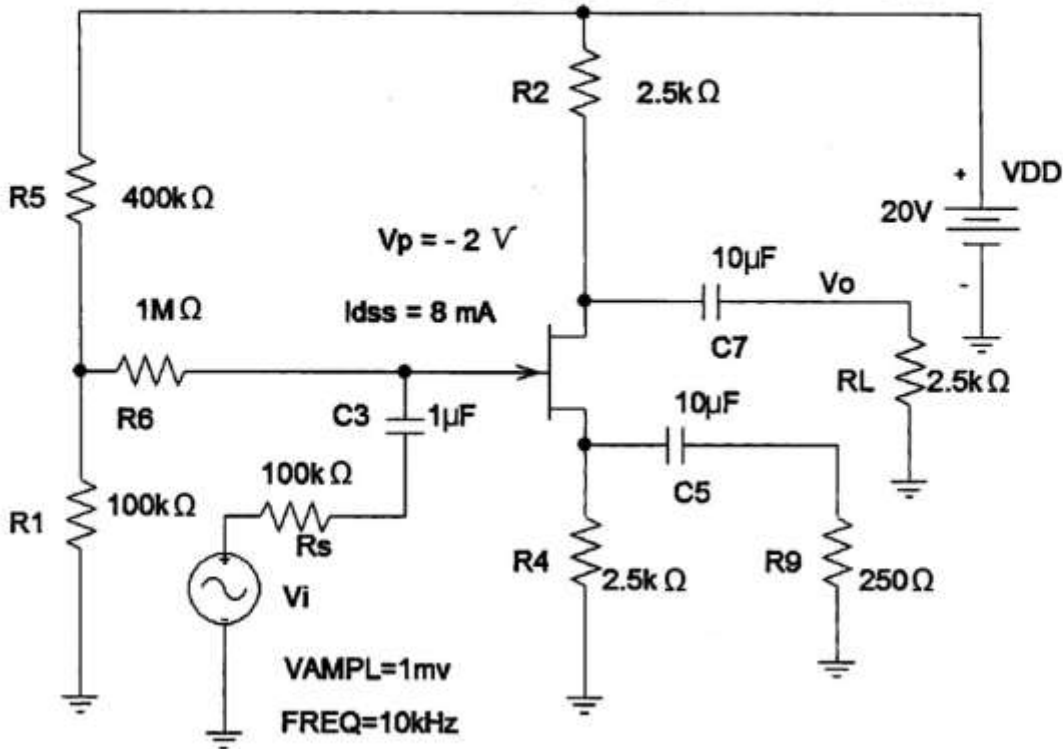 R2 2.5kΩ
R5 400kΩ
+ VDD
20V
-
Vp = - 2 V
10µF
Vo
1MΩ
Idss = 8 mA
C7
RL 2.5kΩ
R6
C3 1µF
10µF
C5
100kΩ
R1 100kΩ
Rs
R4 2.5kΩ
R9 250Ω
+
Vi
-
VAMPL=1mv
FREQ=10kHz